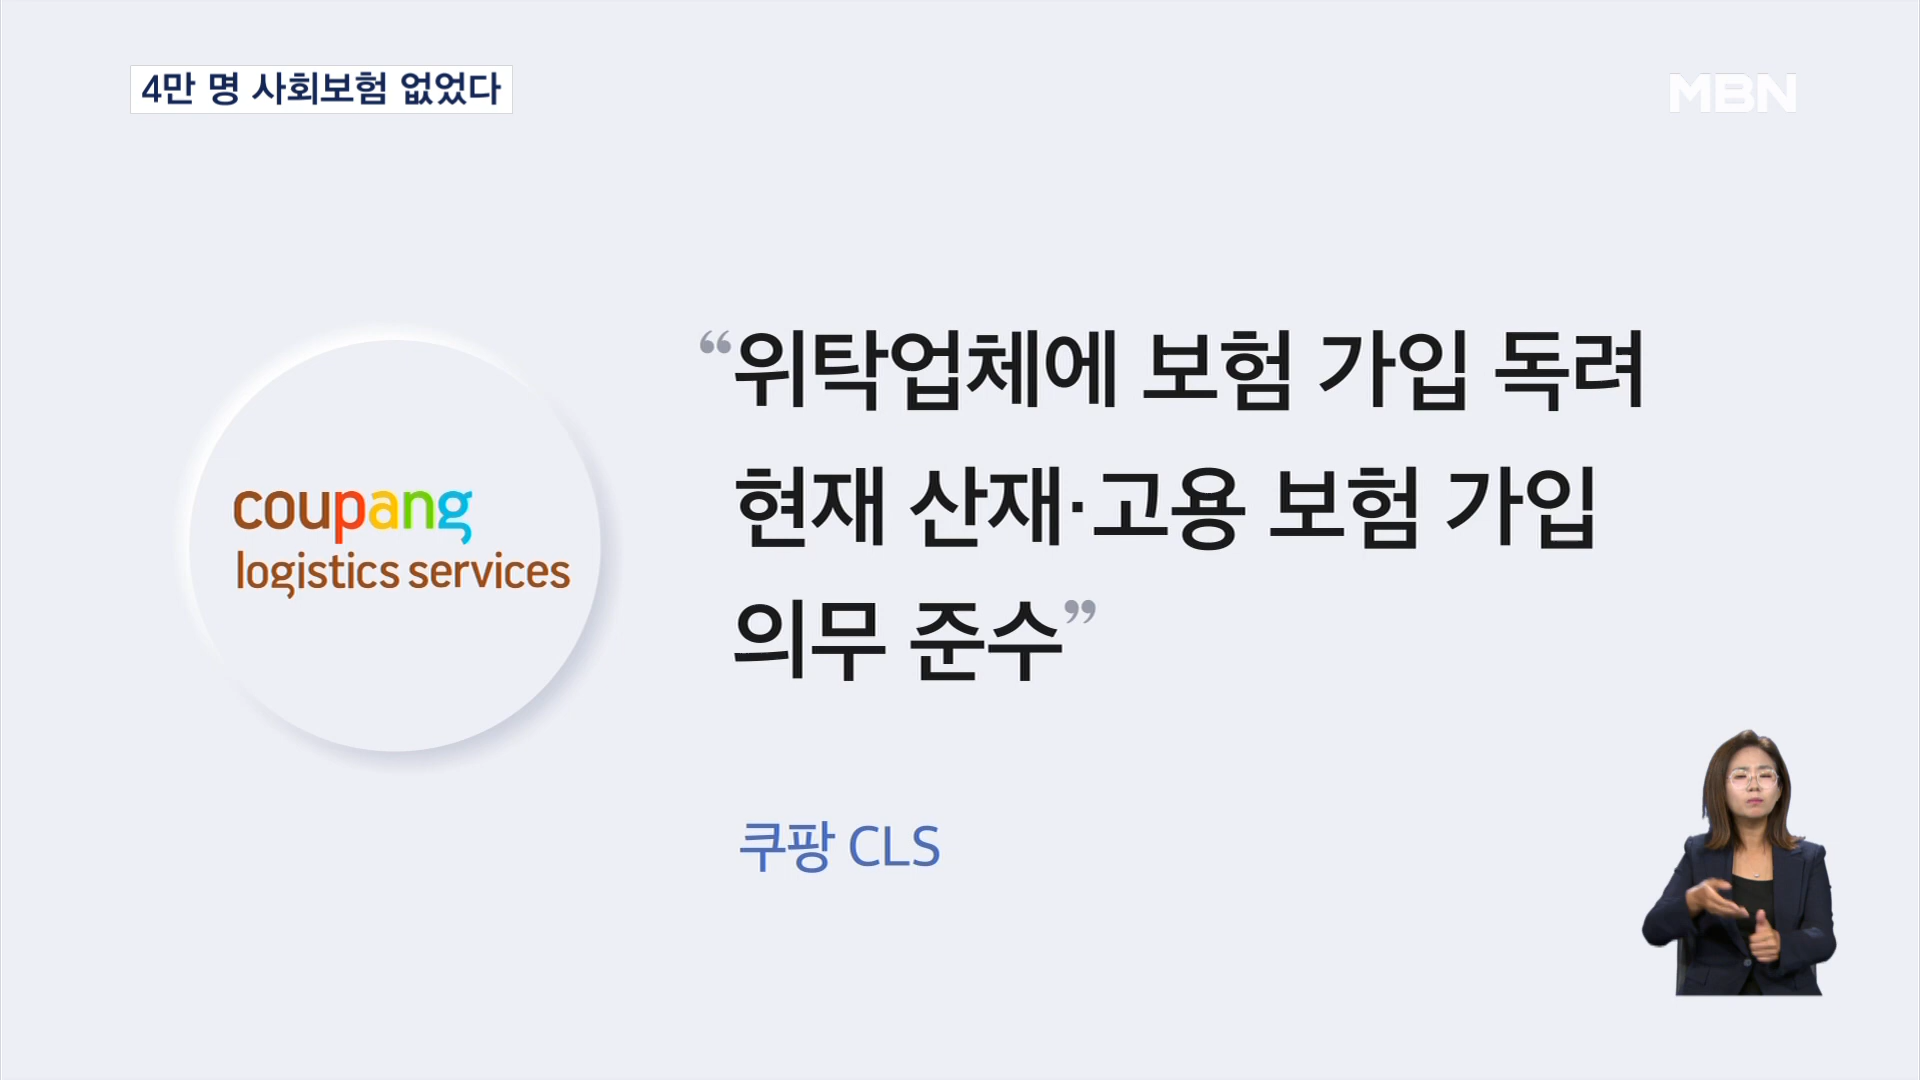 4만 명 사회보험 없었다
MBN
“위탁업체에 보험 가입 독려
현재 산재·고용 보험 가입
의무 준수”
coupang
logistics services
쿠팡 CLS